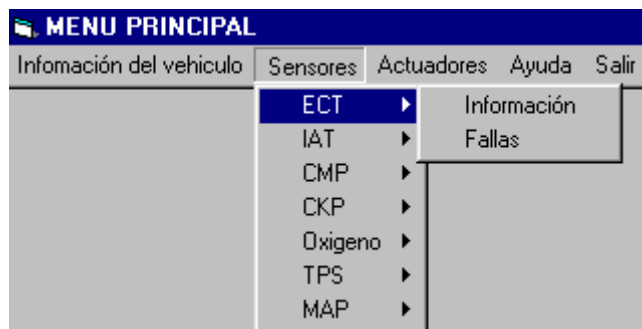 MENU PRINCIPAL
Infomación del vehiculo Sensores Actuadores Ayuda Salir
ECT Información
IAT Fallas
CMP
CKP
Oxigeno
TPS
MAP